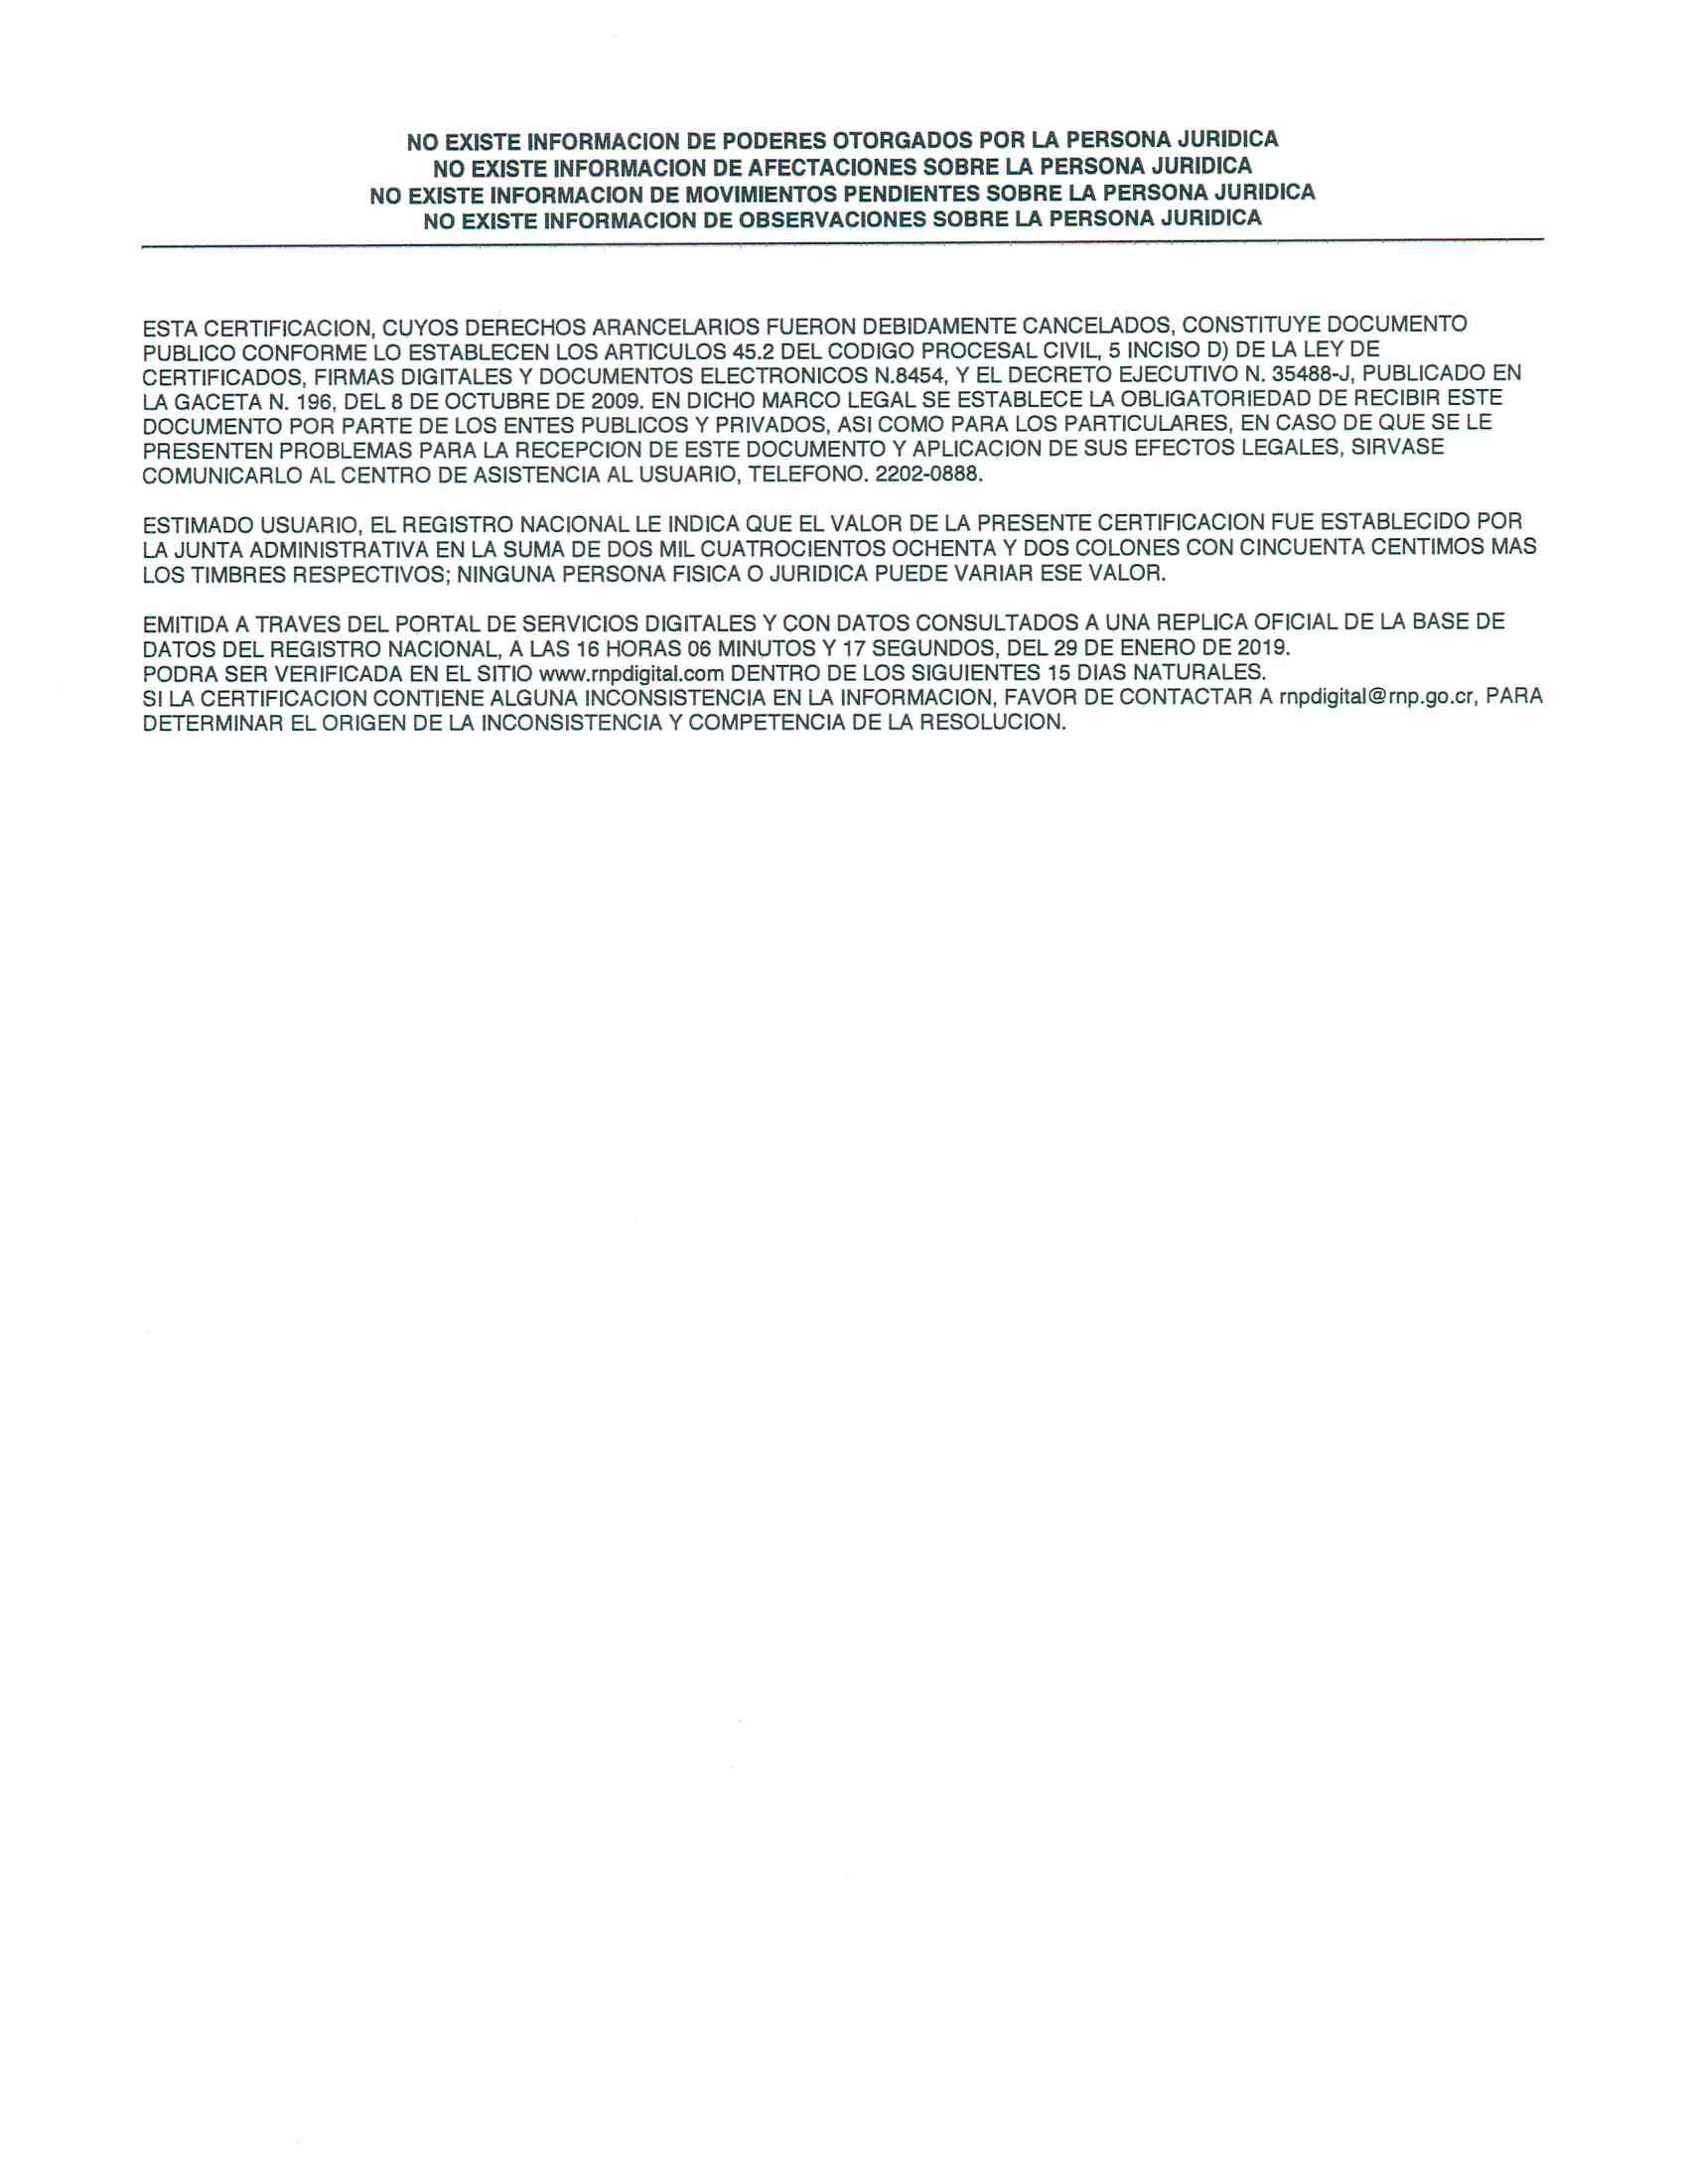 NO EXISTE INFORMACION DE PODERES OTORGADOS POR LA PERSONA JURIDICA
NO EXISTE INFORMACION DE AFECTACIONES SOBRE LA PERSONA JURIDICA
NO EXISTE INFORMACION DE MOVIMIENTOS PENDIENTES SOBRE LA PERSONA JURIDICA
NO EXISTE INFORMACION DE OBSERVACIONES SOBRE LA PERSONA JURIDICA
ESTA CERTIFICACION, CUYOS DERECHOS ARANCELARIOS FUERON DEBIDAMENTE CANCELADOS, CONSTITUYE DOCUMENTO
PUBLICO CONFORME LO ESTABLECEN LOS ARTICULOS 45.2 DEL CODIGO PROCESAL CIVIL, 5 INCISO D) DE LA LEY DE
CERTIFICADOS, FIRMAS DIGITALES Y DOCUMENTOS ELECTRONICOS N.8454, Y EL DECRETO EJECUTIVO N. 35488-J, PUBLICADO EN
LA GACETA N. 196, DEL 8 DE OCTUBRE DE 2009. EN DICHO MARCO LEGAL SE ESTABLECE LA OBLIGATORIEDAD DE RECIBIR ESTE
DOCUMENTO POR PARTE DE LOS ENTES PUBLICOS Y PRIVADOS, ASI COMO PARA LOS PARTICULARES, EN CASO DE QUE SE LE
PRESENTEN PROBLEMAS PARA LA RECEPCION DE ESTE DOCUMENTO Y APLICACION DE SUS EFECTOS LEGALES, SIRVASE
COMUNICARLO AL CENTRO DE ASISTENCIA AL USUARIO, TELEFONO. 2202-0888.
ESTIMADO USUARIO, EL REGISTRO NACIONAL LE INDICA QUE EL VALOR DE LA PRESENTE CERTIFICACION FUE ESTABLECIDO POR
LA JUNTA ADMINISTRATIVA EN LA SUMA DE DOS MIL CUATROCIENTOS OCHENTA Y DOS COLONES CON CINCUENTA CENTIMOS MAS
LOS TIMBRES RESPECTIVOS; NINGUNA PERSONA FISICA O JURIDICA PUEDE VARIAR ESE VALOR.
EMITIDA A TRAVES DEL PORTAL DE SERVICIOS DIGITALES Y CON DATOS CONSULTADOS A UNA REPLICA OFICIAL DE LA BASE DE
DATOS DEL REGISTRO NACIONAL, A LAS 16 HORAS 06 MINUTOS Y 17 SEGUNDOS, DEL 29 DE ENERO DE 2019.
PODRA SER VERIFICADA EN EL SITIO www.rnpdigital.com DENTRO DE LOS SIGUIENTES 15 DIAS NATURALES.
SI LA CERTIFICACION CONTIENE ALGUNA INCONSISTENCIA EN LA INFORMACION, FAVOR DE CONTACTAR A rnpdigital@rnp.go.cr, PARA
DETERMINAR EL ORIGEN DE LA INCONSISTENCIA Y COMPETENCIA DE LA RESOLUCION.